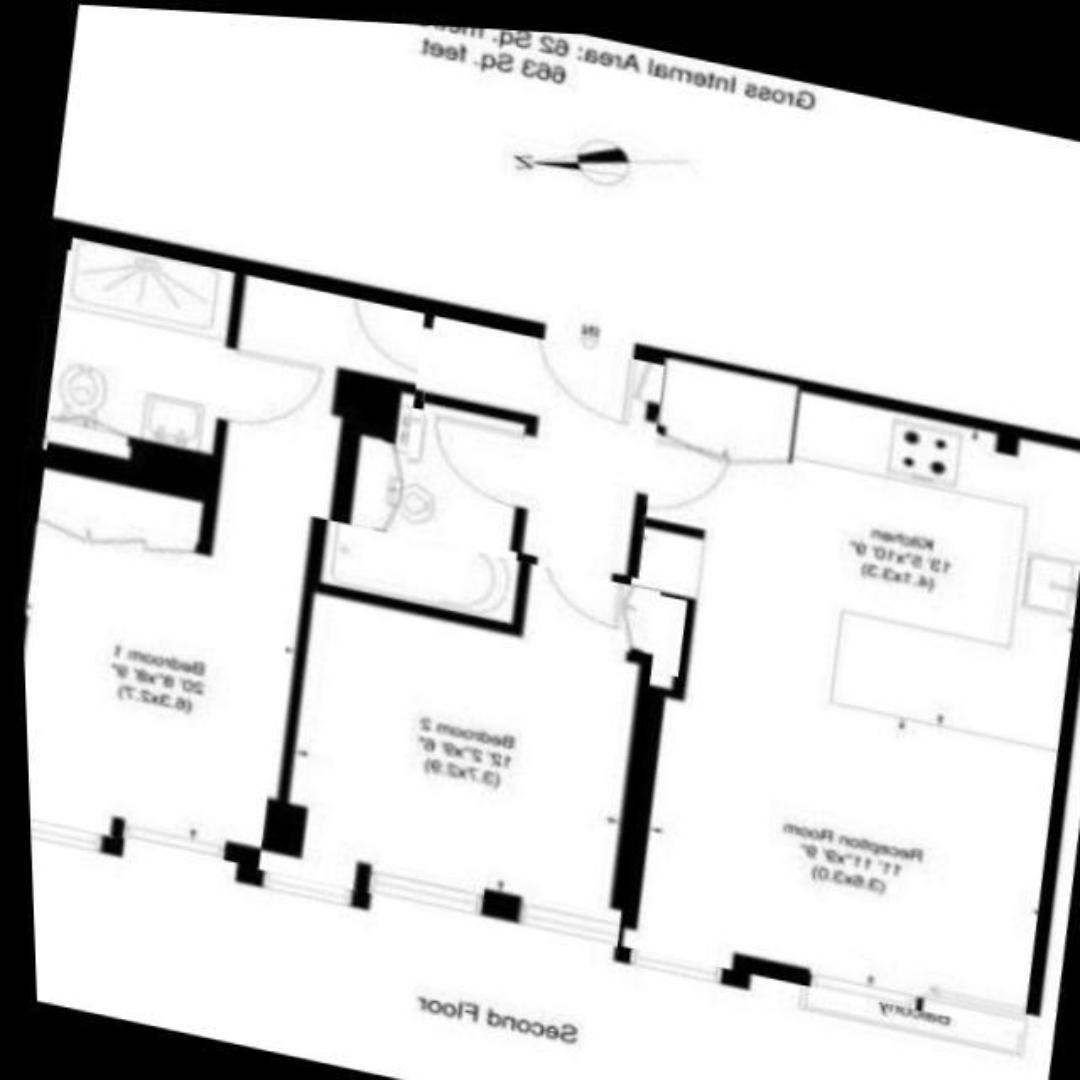 Gross Internal Area: 62 Sq.
663 Sq. feet
N
IN
Kitchen
13' 5"x10' 9"
(4.1x3.3)
Bedroom 1
20' 8"x8' 9"
(6.3x2.7)
Bedroom 2
12' 2"x9' 6"
(3.7x2.9)
Reception Room
11' 11"x9' 9"
(3.6x3.0)
Balcony
Second Floor